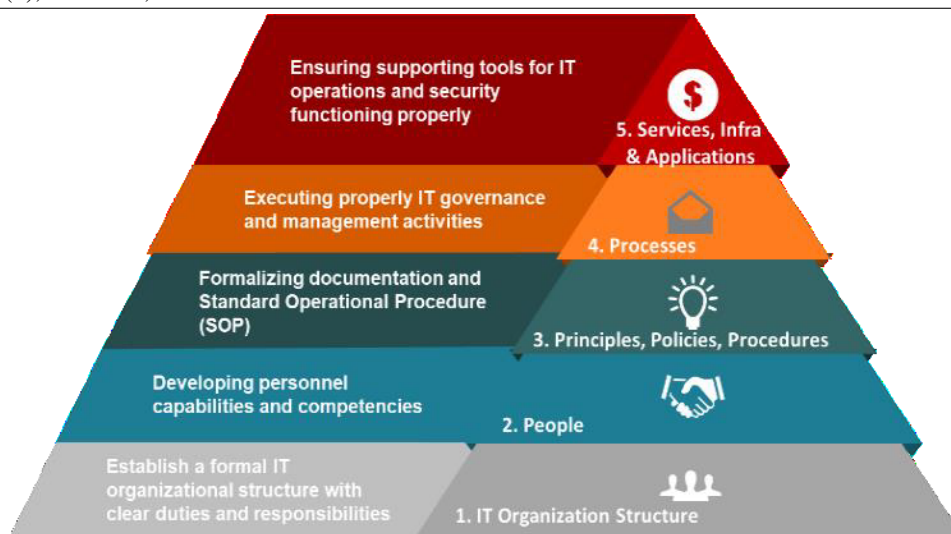 Ensuring supporting tools for IT
operations and security
functioning properly
$
5. Services, Infra
& Applications
Executing properly IT governance
and management activities
4. Processes
Formalizing documentation and
Standard Operational Procedure
(SOP)
3. Principles, Policies, Procedures
Developing personnel
capabilities and competencies
2. People
Establish a formal IT
organizational structure with
clear duties and responsibilities
1. IT Organization Structure